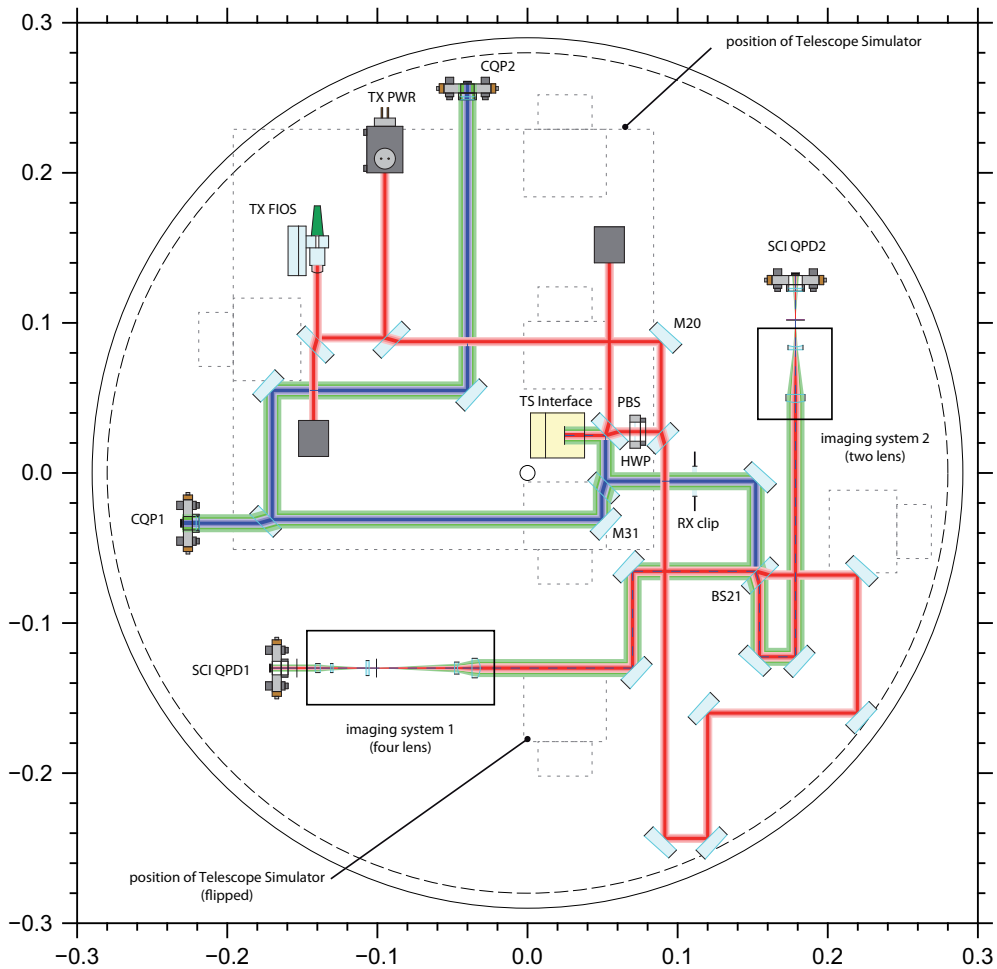 0.3
position of Telescope Simulator
CQP2
TX PWR
0.2
TX FIOS
SCI QPD2
0.1
M20
TS Interface
PBS
imaging system 2
(two lens)
HWP
0.0
CQP1
RX clip
M31
BS21
−0.1
SCI QPD1
imaging system 1
(four lens)
−0.2
position of Telescope Simulator
(flipped)
−0.3
−0.3
−0.2
−0.1
0.0
0.1
0.2
0.3